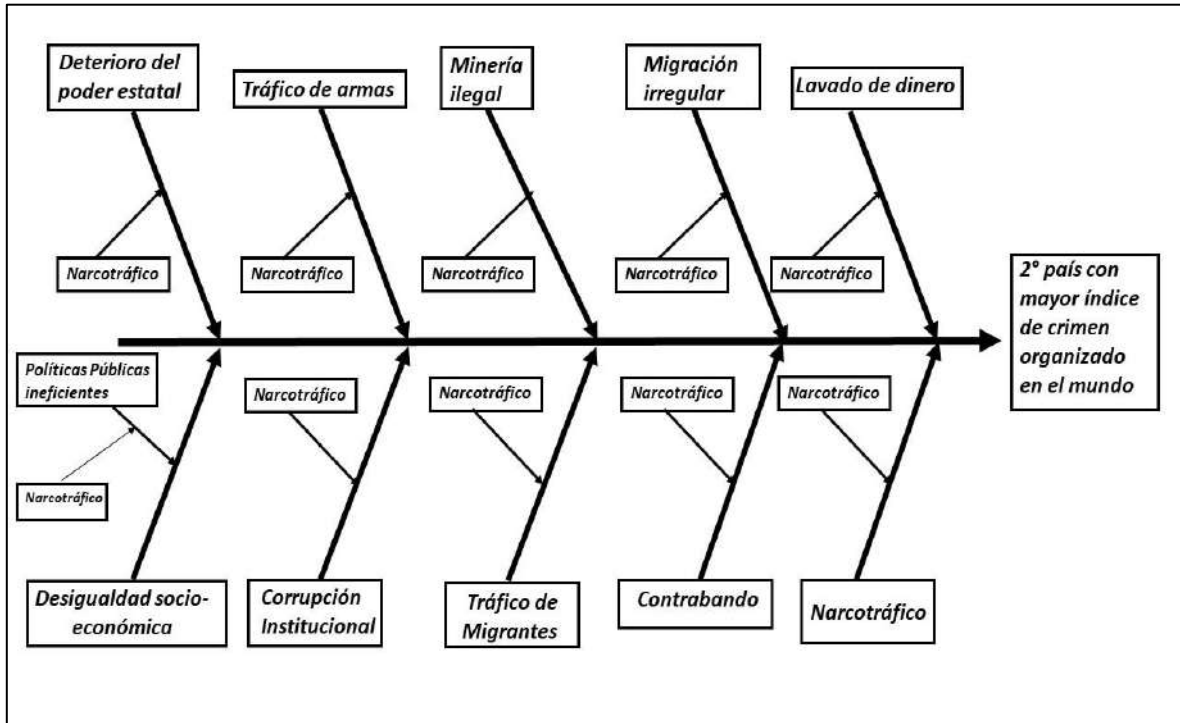 Deterioro del
poder estatal
Tráfico de armas
Minería
ilegal
Migración
irregular
Lavado de dinero
Narcotráfico
Narcotráfico
Narcotráfico
Narcotráfico
Narcotráfico
2° país con
mayor índice
de crimen
organizado
en el mundo
Políticas Públicas
ineficientes
Narcotráfico
Narcotráfico
Narcotráfico
Narcotráfico
Narcotráfico
Desigualdad socio-
económica
Corrupción
Institucional
Tráfico de
Migrantes
Contrabando
Narcotráfico